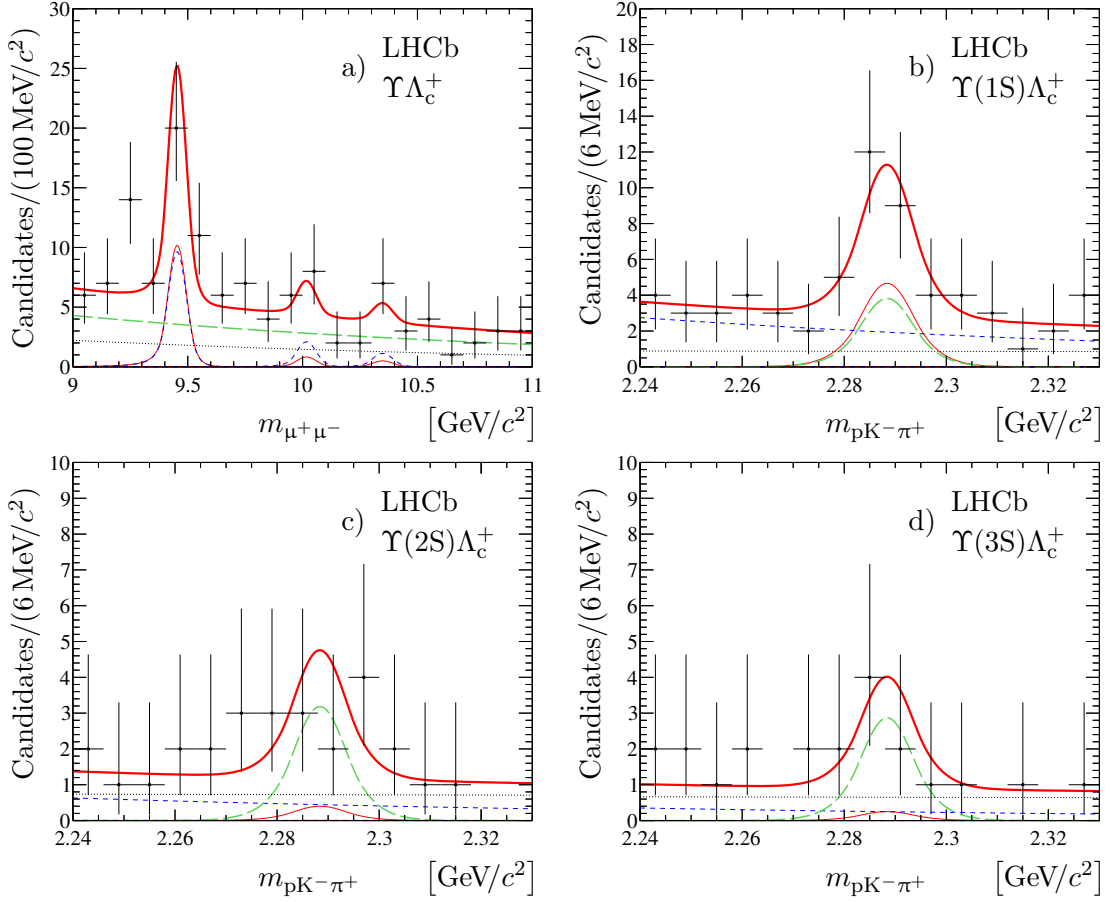 Candidates/(100 MeV/c²)
30
25
20
15
10
5
0
LHCb
a)
ΥΛc⁺
9
9.5
10
10.5
11
mμ⁺μ⁻
[GeV/c²]
Candidates/(6 MeV/c²)
20
18
16
14
12
10
8
6
4
2
0
LHCb
b)
Υ(1S)Λc⁺
2.24
2.26
2.28
2.3
2.32
mpK⁻π⁺
[GeV/c²]
Candidates/(6 MeV/c²)
10
9
8
7
6
5
4
3
2
1
0
LHCb
c)
Υ(2S)Λc⁺
2.24
2.26
2.28
2.3
2.32
mpK⁻π⁺
[GeV/c²]
Candidates/(6 MeV/c²)
10
9
8
7
6
5
4
3
2
1
0
LHCb
d)
Υ(3S)Λc⁺
2.24
2.26
2.28
2.3
2.32
mpK⁻π⁺
[GeV/c²]